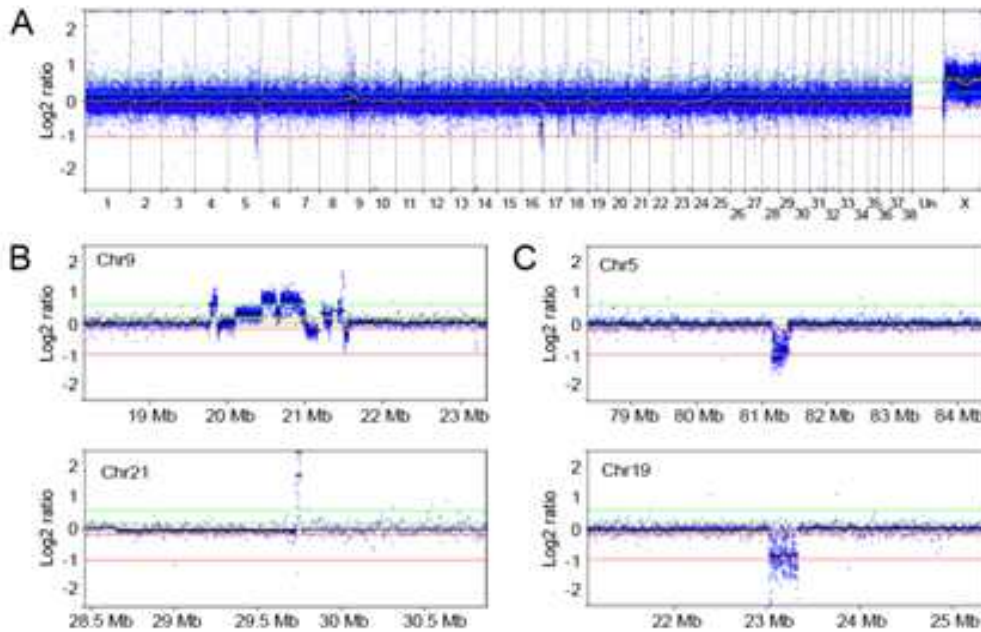 A
Log2 ratio
2
1
0
-1
-2
1 2 3 4 5 6 7 8 9 10 11 12 13 14 15 16 17 18 19 20 21 22 23 24 25 26 27 28 29 30 31 32 33 34 35 36 37 38 Un X
B
Chr9
Log2 ratio
2
1
0
-1
-2
19 Mb 20 Mb 21 Mb 22 Mb 23 Mb
C
Chr5
Log2 ratio
2
1
0
-1
-2
79 Mb 80 Mb 81 Mb 82 Mb 83 Mb 84 Mb
Chr21
Log2 ratio
2
1
0
-1
-2
28.5 Mb 29 Mb 29.5 Mb 30 Mb 30.5 Mb
Chr19
Log2 ratio
2
1
0
-1
-2
22 Mb 23 Mb 24 Mb 25 Mb